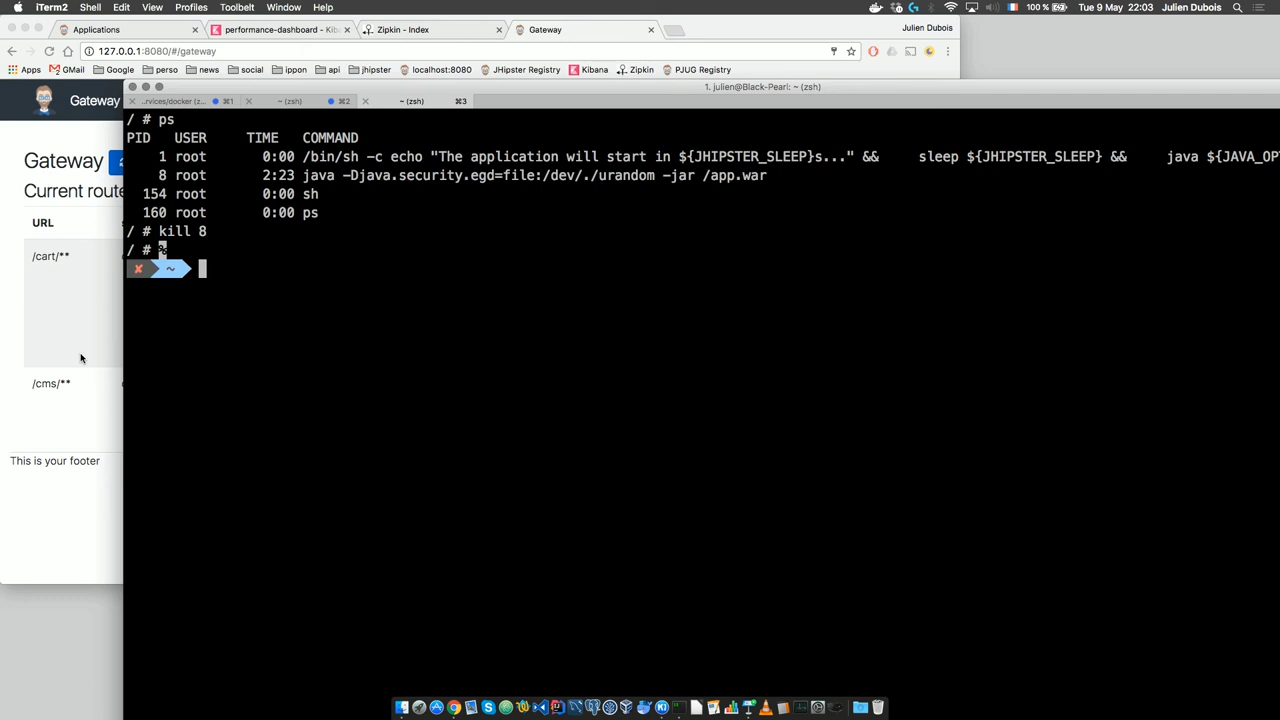 iTerm2 Shell Edit View Profiles Toolbelt Window Help 100 % Tue 9 May 22:03 Julien Dubois
Applications performance-dashboard - Kib Zipkin - Index Gateway Julien Dubois
127.0.0.1:8080/#/gateway
Apps GMail Google perso news social ippon api jhipster localhost:8080 JHipster Registry Kibana Zipkin PJUG Registry
1. julien@Black-Pearl: ~ (zsh)
..rvices/docker (z... ⌘1 ~ (zsh) ⌘2 ~ (zsh) ⌘3
Gateway
/ # ps
PID USER TIME COMMAND
1 root 0:00 /bin/sh -c echo "The application will start in ${JHIPSTER_SLEEP}s..." && sleep ${JHIPSTER_SLEEP} && java ${JAVA_OP
8 root 2:23 java -Djava.security.egd=file:/dev/./urandom -jar /app.war
154 root 0:00 sh
160 root 0:00 ps
/ # kill 8
/ # %
✘ ~
Gateway
Current route
URL
/cart/**
/cms/**
This is your footer